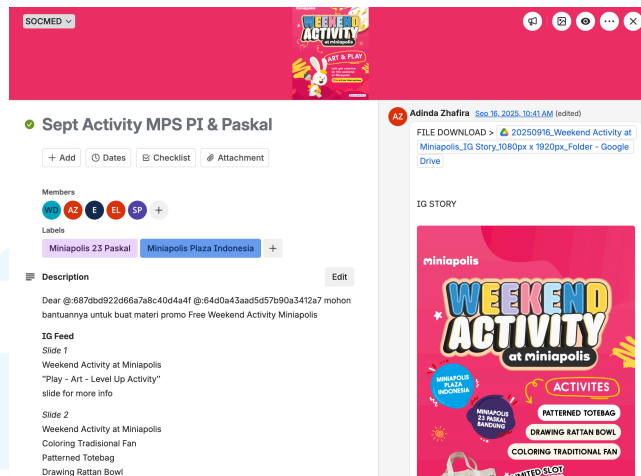 SOCMED
miniapolis
WEEKEND
ACTIVITY
at miniapolis
ART & PLAY
Sept Activity MPS PI & Paskal
+ Add
Dates
Checklist
Attachment
Members
WD
AZ
E
EL
SP
+
Labels
Miniapolis 23 Paskal
Miniapolis Plaza Indonesia
+
Description
Edit
Dear @:687dbd922d66a7a8c40d4a4f @:64d0a43aad5d57b90a3412a7 mohon
bantuannya untuk buat materi promo Free Weekend Activity Miniapolis
IG Feed
Slide 1
Weekend Activity at Miniapolis
"Play - Art - Level Up Activity"
slide for more info
Slide 2
Weekend Activity at Miniapolis
Coloring Tradisional Fan
Patterned Totebag
Drawing Rattan Bowl
AZ
Adinda Zhafira Sep 16, 2025, 10:41 AM (edited)
FILE DOWNLOAD > 20250916_Weekend Activity at
Miniapolis_IG Story_1080px x 1920px_Folder - Google
Drive
IG STORY
miniapolis
WEEKEND
ACTIVITY
at miniapolis
MINIAPOLIS
PLAZA
INDONESIA
MINIAPOLIS
23 PASKAL
BANDUNG
ACTIVITES
PATTERNED TOTEBAG
DRAWING RATTAN BOWL
COLORING TRADITIONAL FAN
LIMITED SLOT